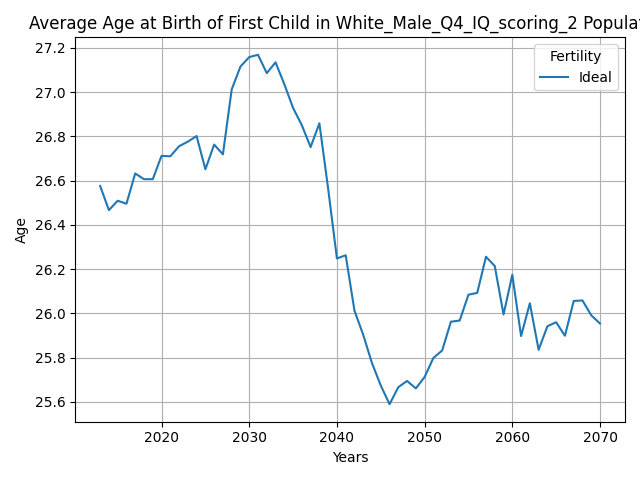 Average Age at Birth of First Child in White_Male_Q4_IQ_scoring_2
Fertility
Ideal
27.2
27.0
26.8
26.6
26.4
26.2
26.0
25.8
25.6
Age
2020 2030 2040 2050 2060 2070
Years